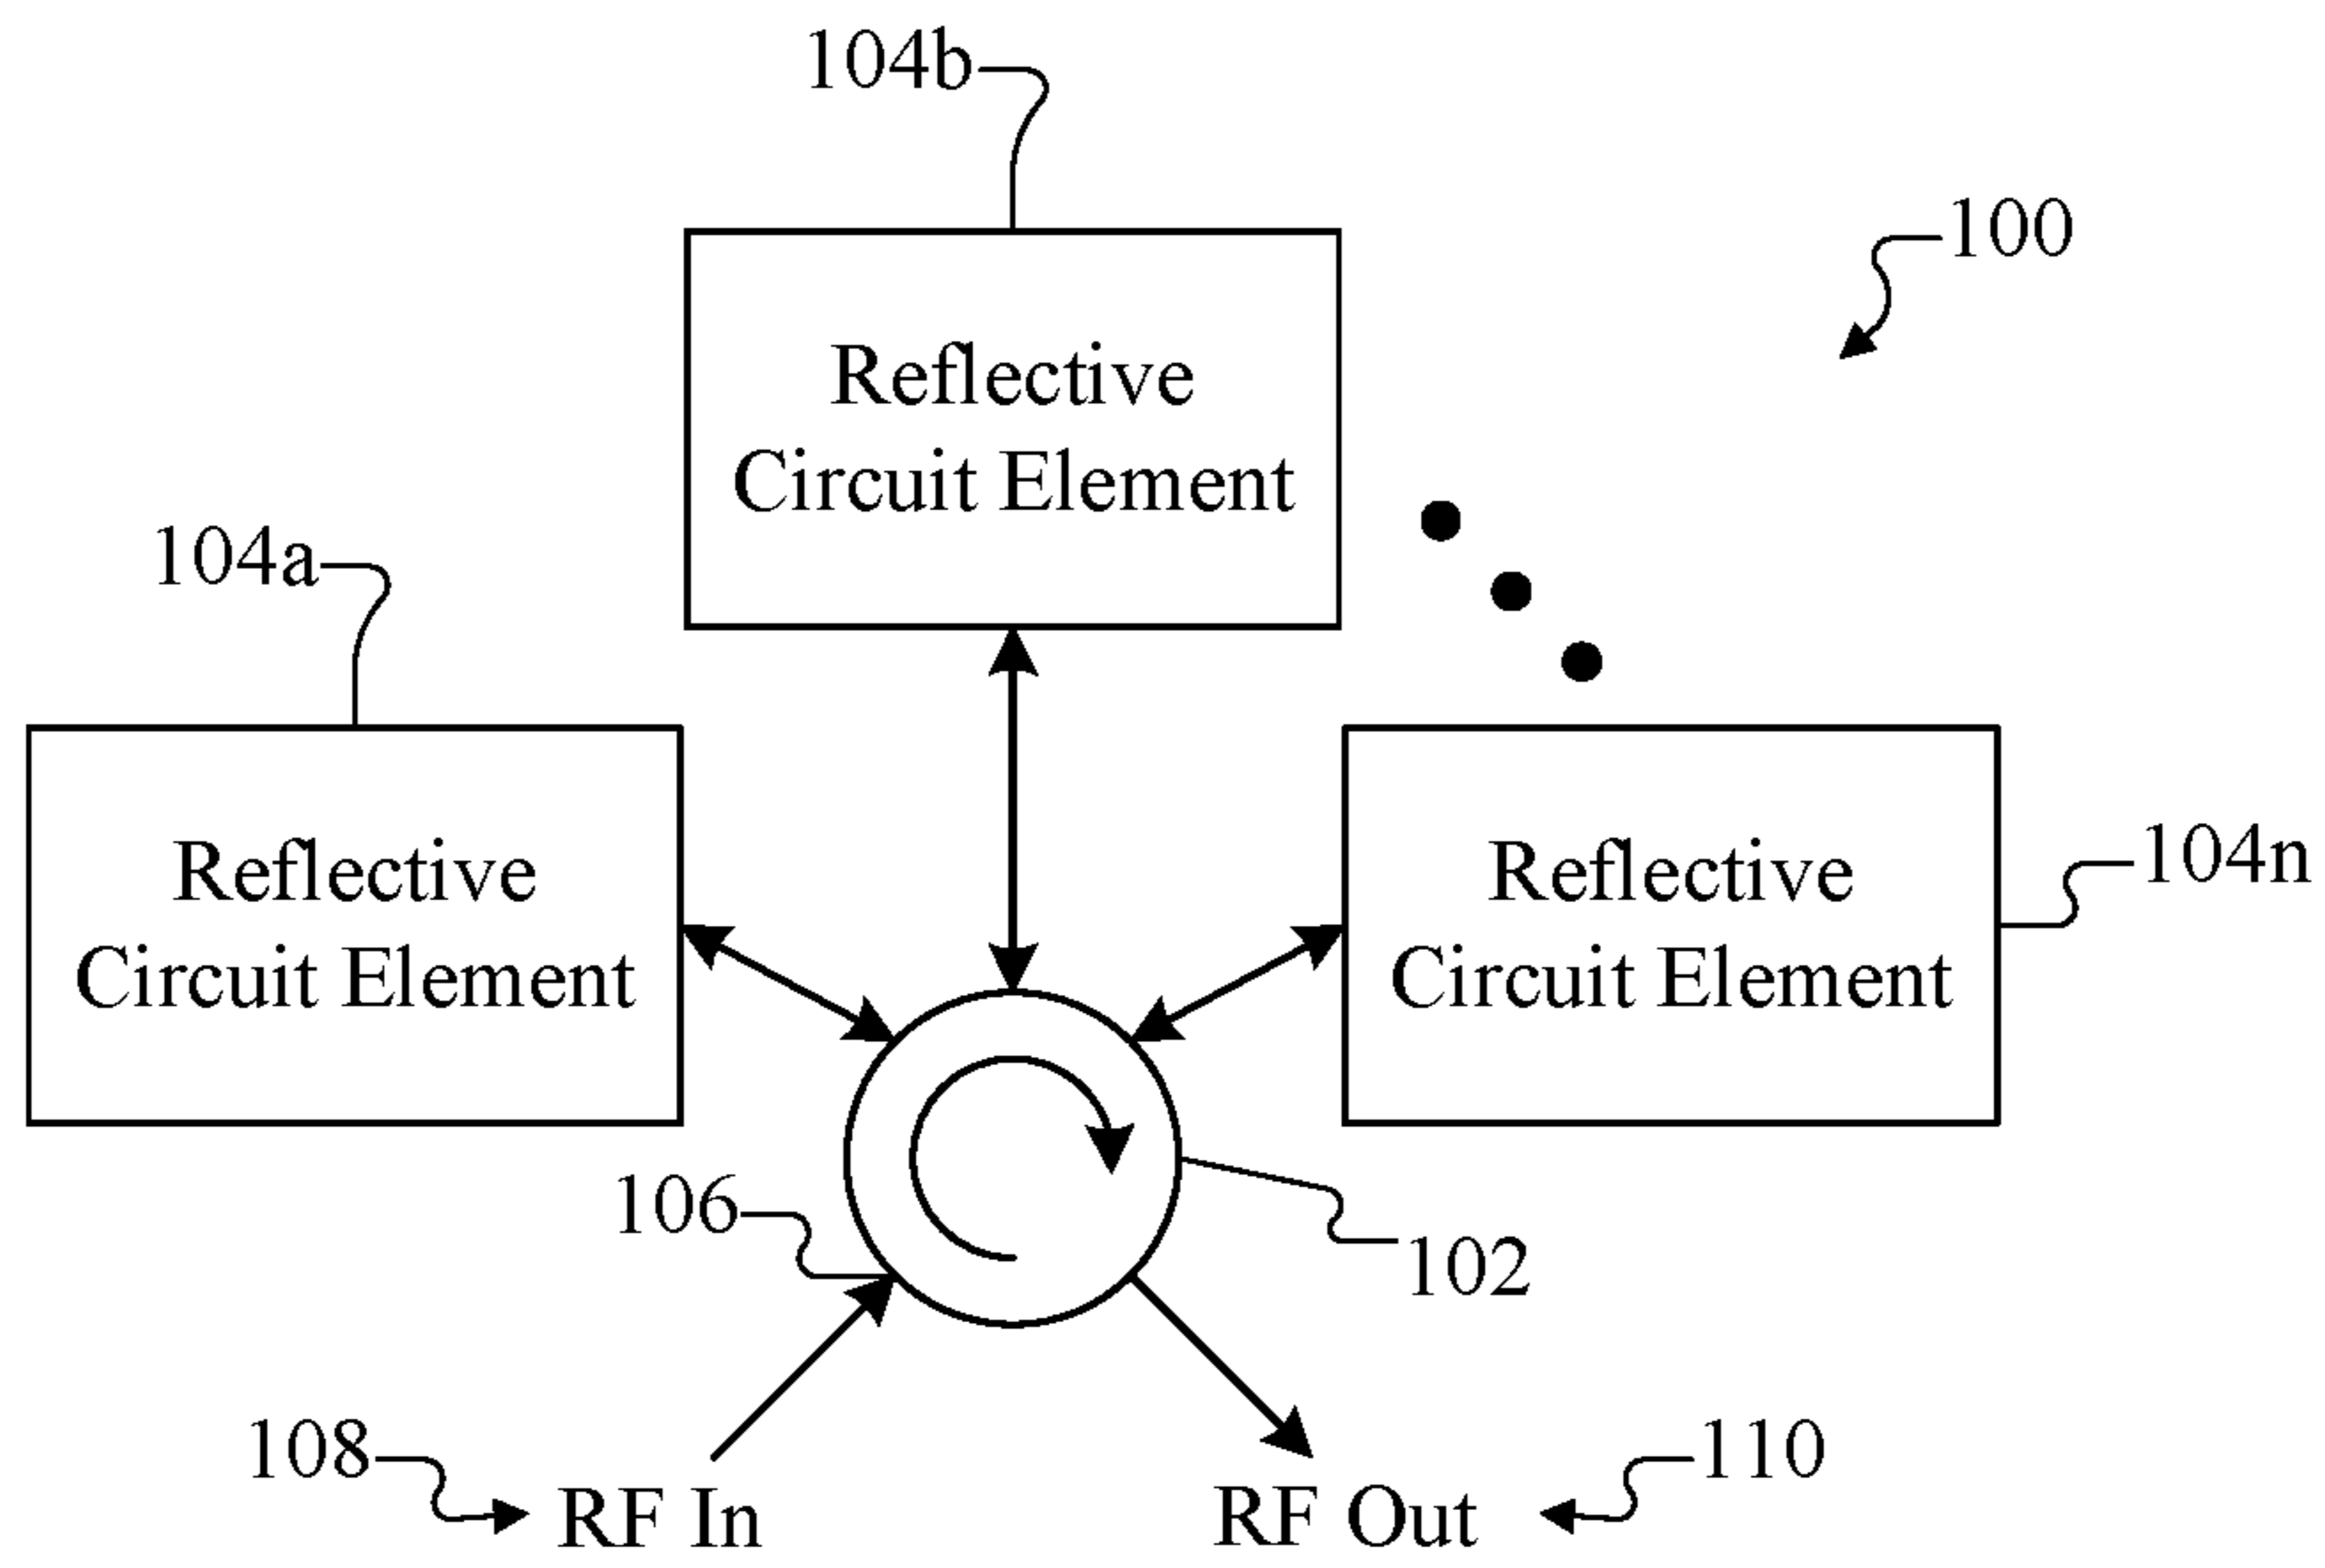 104b
100
Reflective
Circuit Element
104a
Reflective
Circuit Element
Reflective
Circuit Element
104n
106
102
108
RF In
RF Out
110